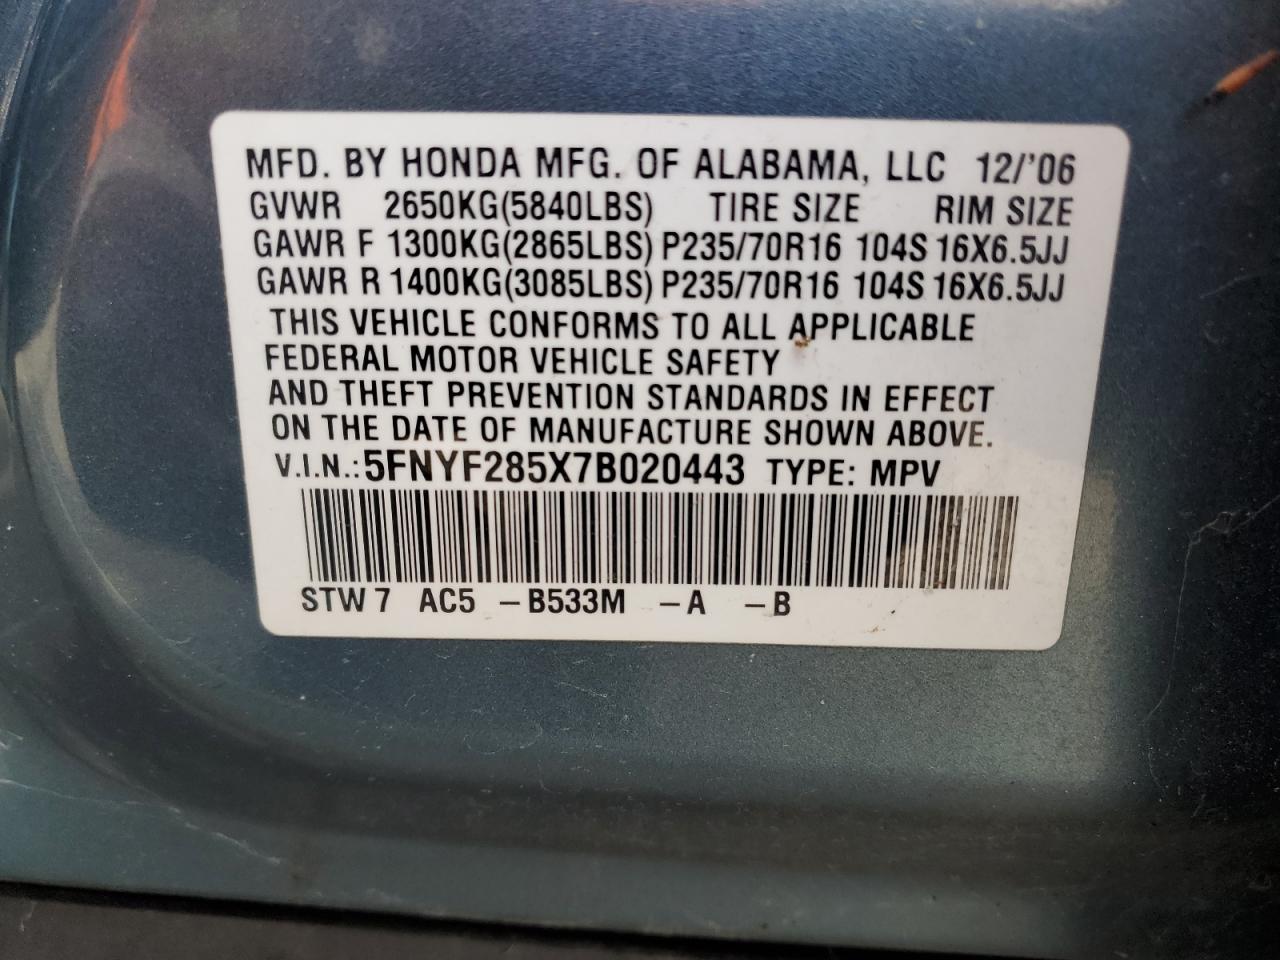 MFD. BY HONDA MFG. OF ALABAMA, LLC 12/'06
GVWR 2650KG(5840LBS) TIRE SIZE RIM SIZE
GAWR F 1300KG(2865LBS) P235/70R16 104S 16X6.5JJ
GAWR R 1400KG(3085LBS) P235/70R16 104S 16X6.5JJ
THIS VEHICLE CONFORMS TO ALL APPLICABLE
FEDERAL MOTOR VEHICLE SAFETY
AND THEFT PREVENTION STANDARDS IN EFFECT
ON THE DATE OF MANUFACTURE SHOWN ABOVE.
V.I.N.: 5FNYF285X7B020443 TYPE: MPV
STW 7 AC5 -B533M -A -B